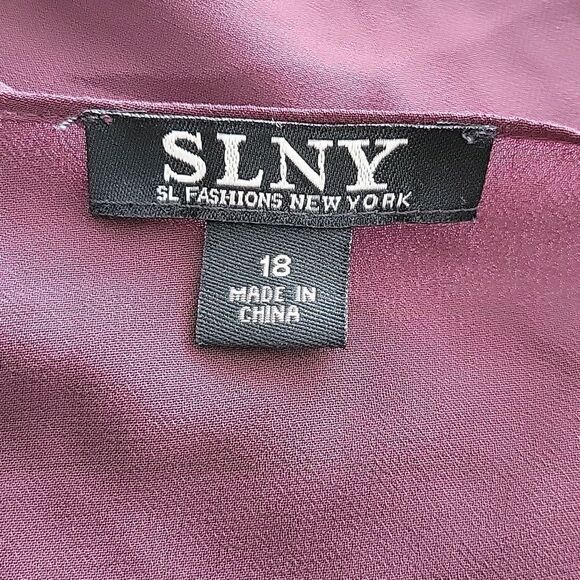 SLNY
SL FASHIONS NEW YORK
18
MADE IN
CHINA